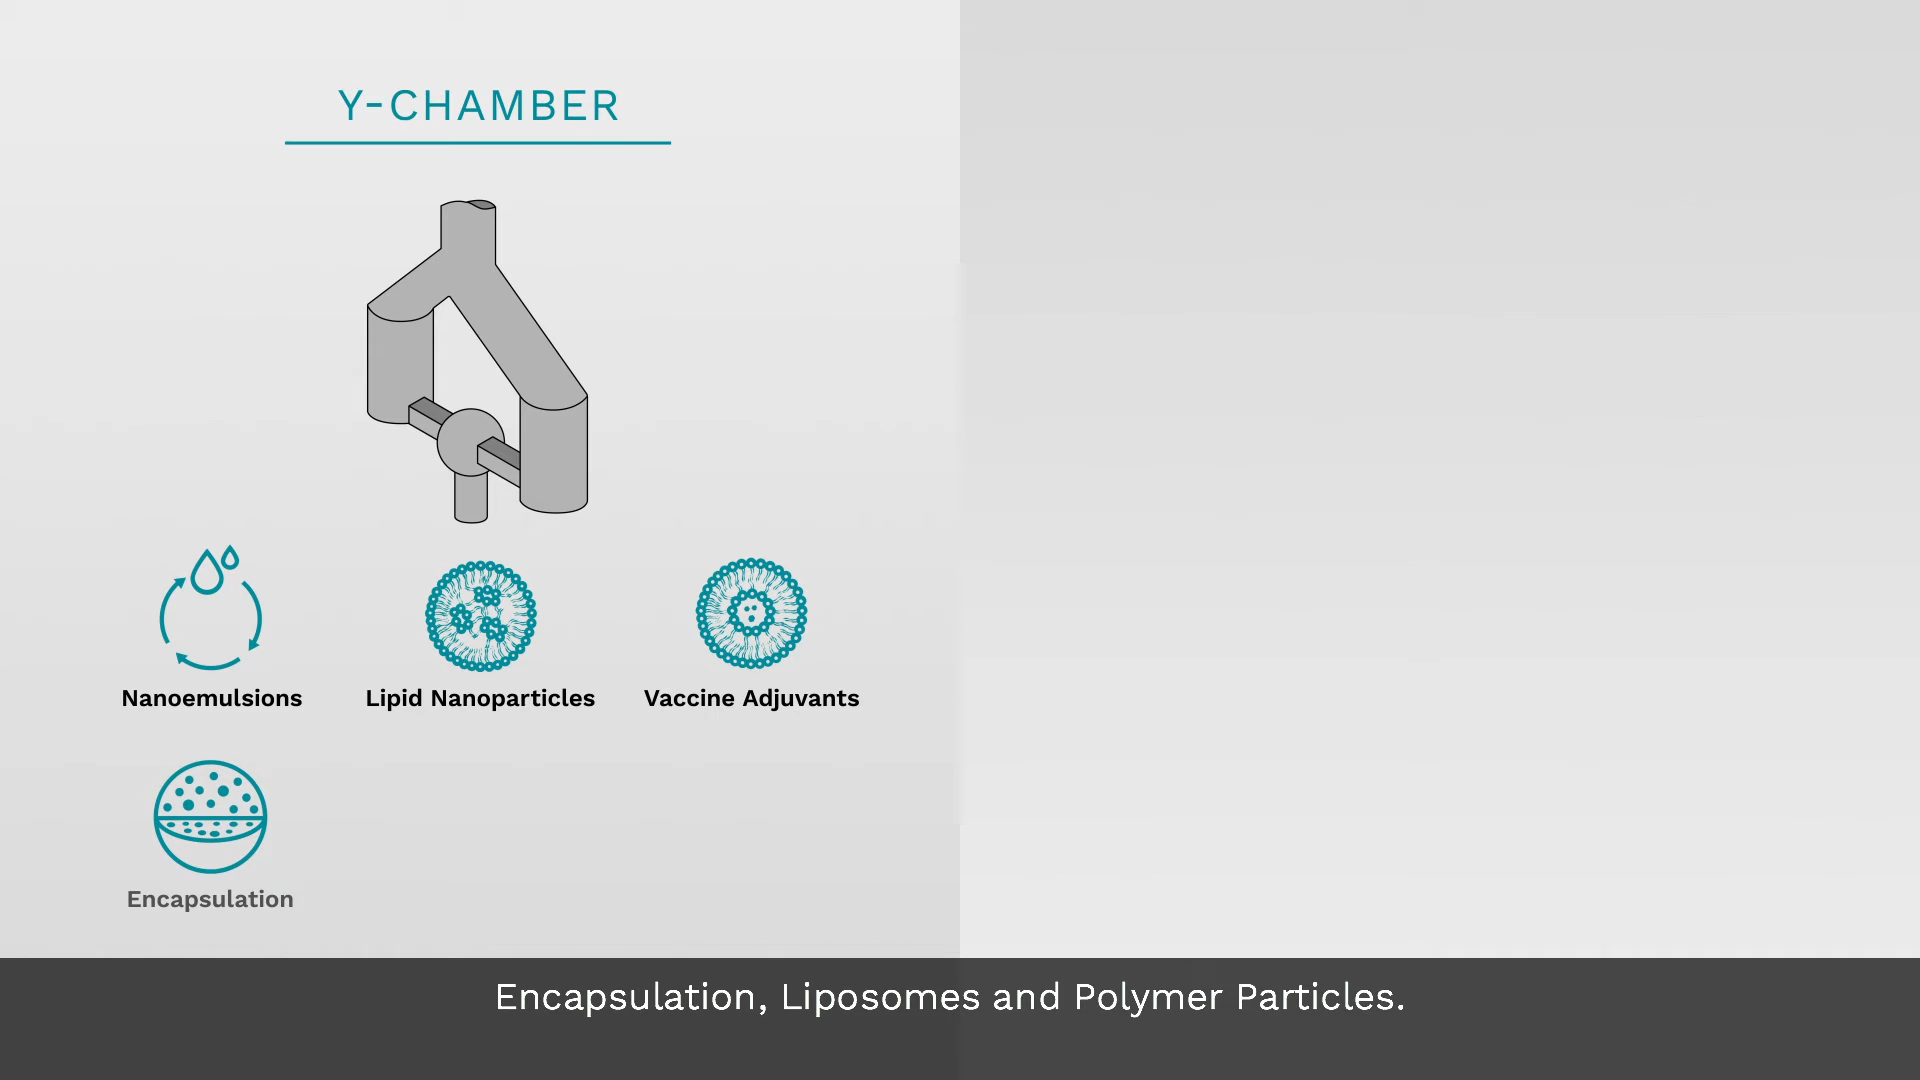 Y-CHAMBER
Nanoemulsions
Lipid Nanoparticles
Vaccine Adjuvants
Encapsulation
Encapsulation, Liposomes and Polymer Particles.